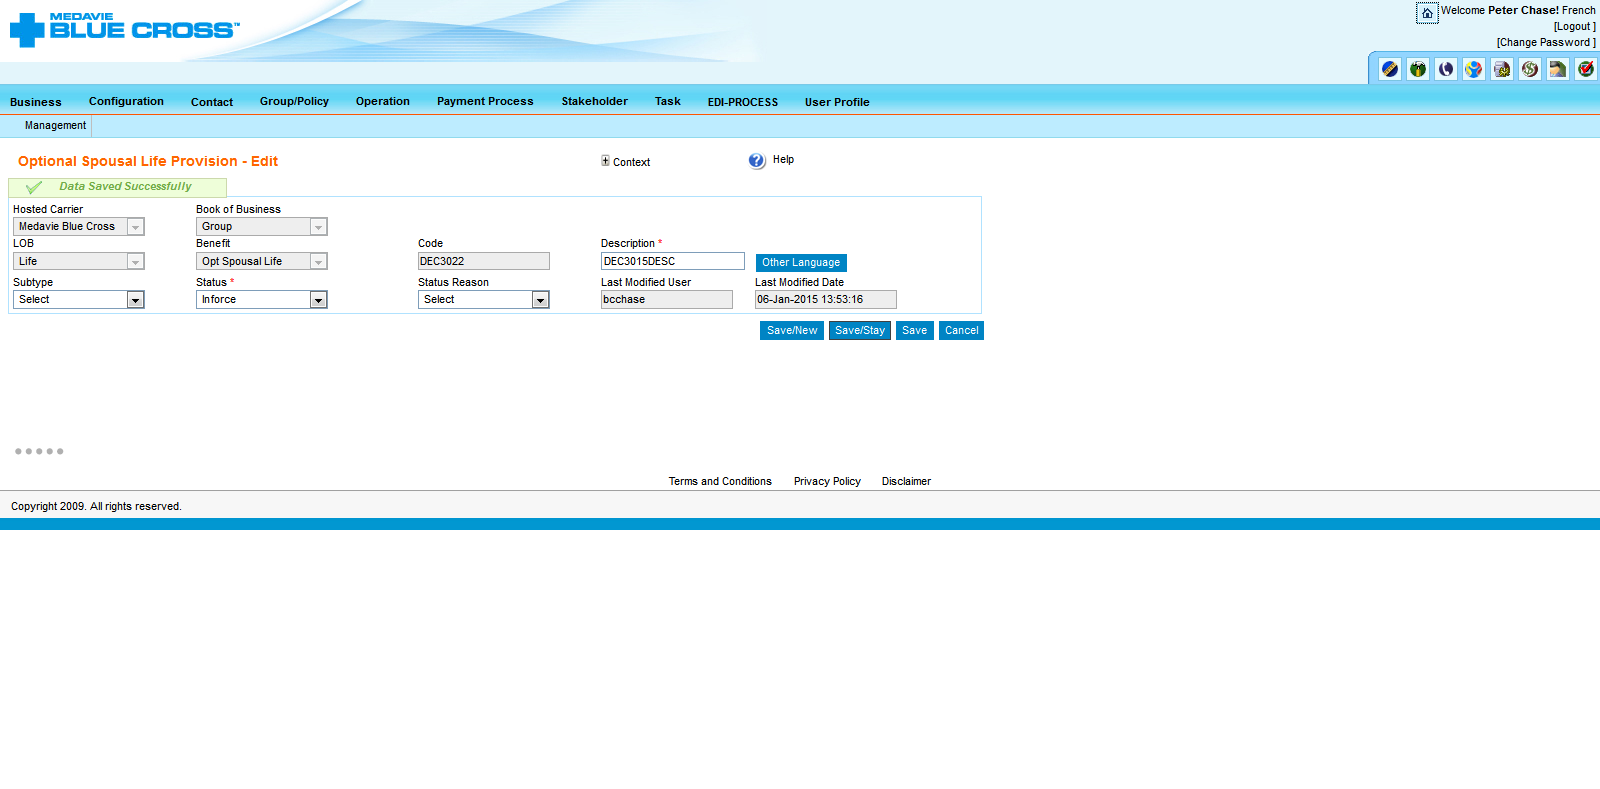 MEDAVIE
BLUE CROSS™
Welcome Peter Chase! French
[Logout ]
[Change Password ]
Business Configuration Contact Group/Policy Operation Payment Process Stakeholder Task EDI-PROCESS User Profile
Management
Optional Spousal Life Provision - Edit
Context
Help
Data Saved Successfully
Hosted Carrier Book of Business
Medavie Blue Cross Group
LOB Benefit Code Description *
Life Opt Spousal Life DEC3022 DEC3015DESC Other Language
Subtype Status * Status Reason Last Modified User Last Modified Date
Select Inforce Select bcchase 06-Jan-2015 13:53:16
Save/New Save/Stay Save Cancel
Terms and Conditions Privacy Policy Disclaimer
Copyright 2009. All rights reserved.